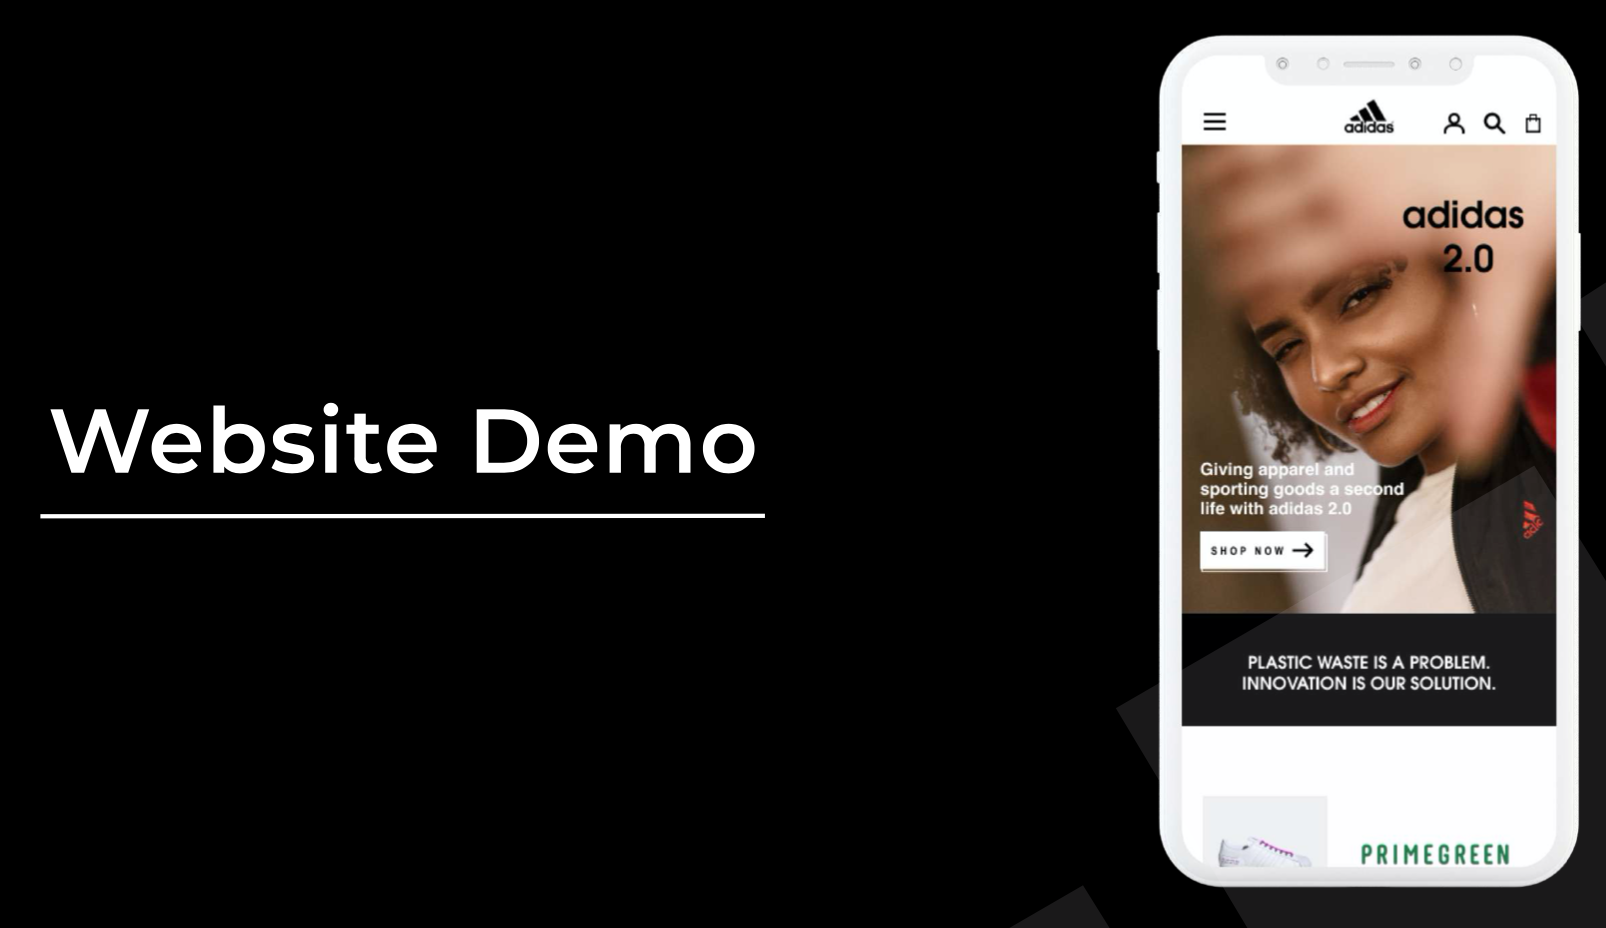 Website Demo
adidas
adidas
2.0
Giving apparel and
sporting goods a second
life with adidas 2.0
SHOP NOW
PLASTIC WASTE IS A PROBLEM.
INNOVATION IS OUR SOLUTION.
PRIMEGREEN